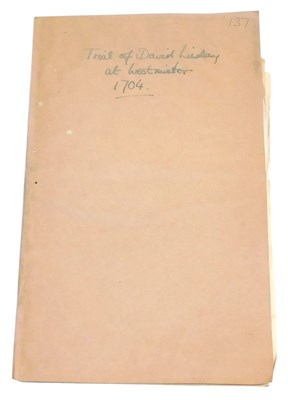 137
Trial of David Lindsay
at Westminster
1704.